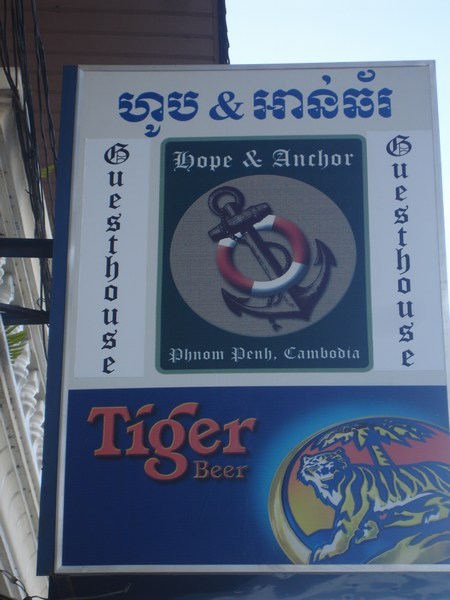 ហូប & អាន់ឆ័រ
Guesthouse
Hope & Anchor
Phnom Penh, Cambodia
Guesthouse
Tiger
Beer